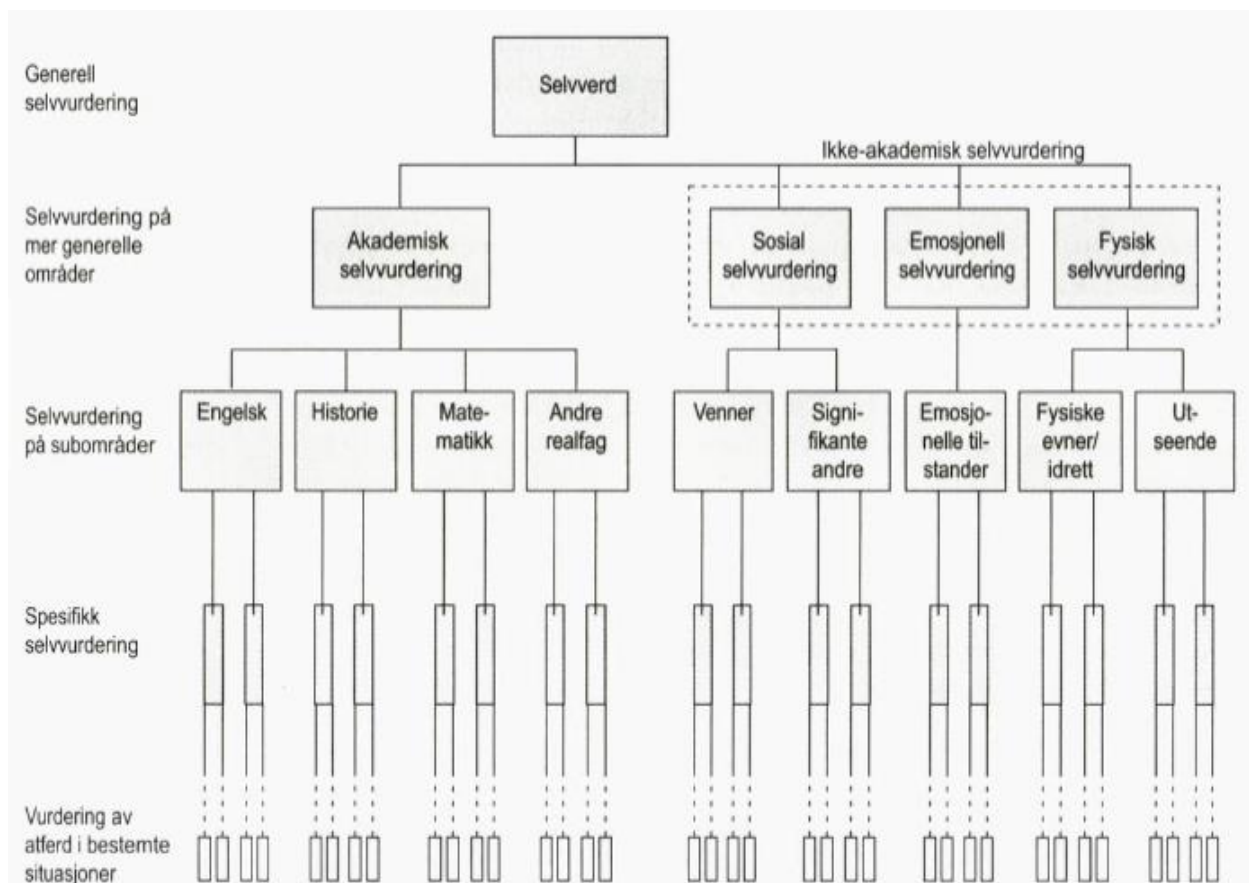 Generell
selvvurdering
Selvverd
Ikke-akademisk selvvurdering
Selvvurdering på
mer generelle
områder
Akademisk
selvvurdering
Sosial
selvvurdering
Emosjonell
selvvurdering
Fysisk
selvvurdering
Selvvurdering
på subområder
Engelsk
Historie
Mate-
matikk
Andre
realfag
Venner
Signi-
fikante
andre
Emosjo-
nelle til-
stander
Fysiske
evner/
idrett
Ut-
seende
Spesifikk
selvvurdering
Vurdering av
atferd i bestemte
situasjoner